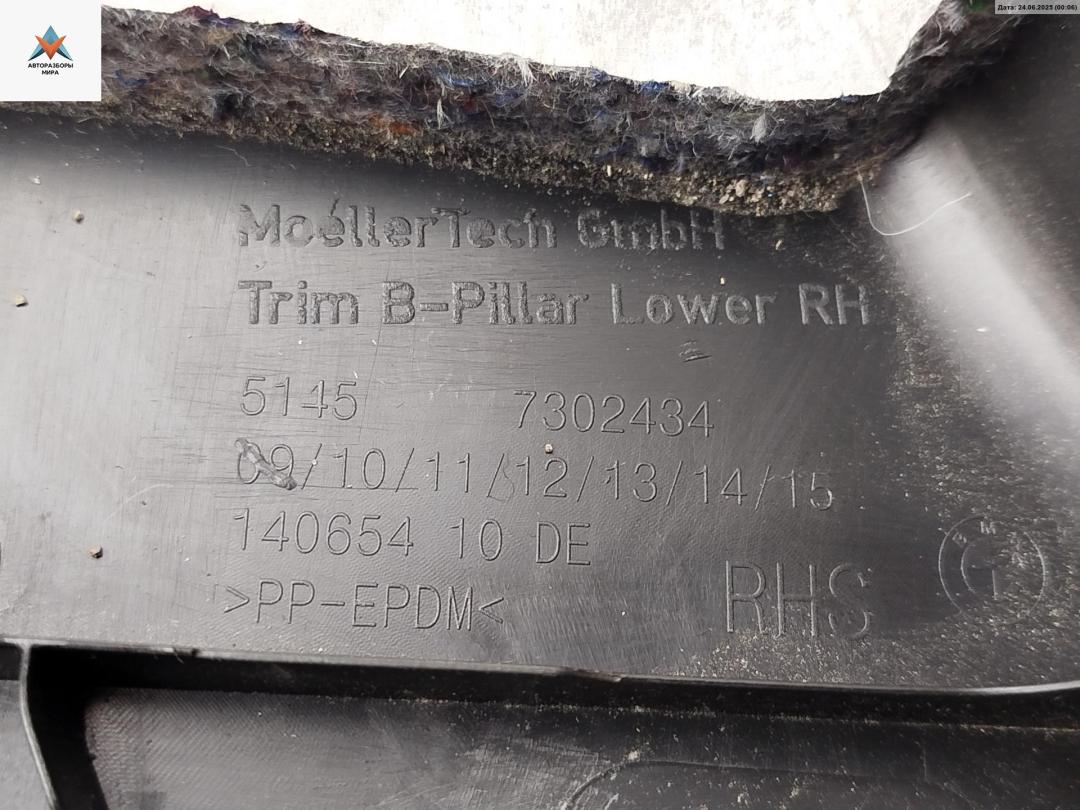 Дата: 24.06.2025 (00:06)
АВТОРАЗБОРЫ
МИРА
MoellerTech GmbH
Trim B-Pillar Lower RH
5145 7302434
09/10/11/12/13/14/15
140654 10 DE
>PP-EPDM<
RHS